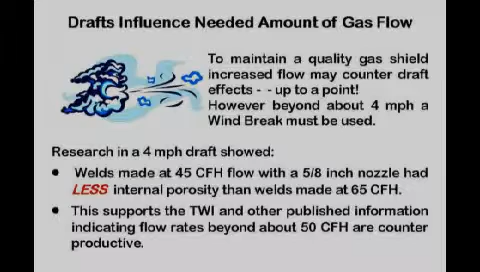 Drafts Influence Needed Amount of Gas Flow
To maintain a quality gas shield
increased flow may counter draft
effects - - up to a point!
However beyond about 4 mph a
Wind Break must be used.
Research in a 4 mph draft showed:
• Welds made at 45 CFH flow with a 5/8 inch nozzle had
LESS internal porosity than welds made at 65 CFH.
• This supports the TWI and other published information
indicating flow rates beyond about 50 CFH are counter
productive.